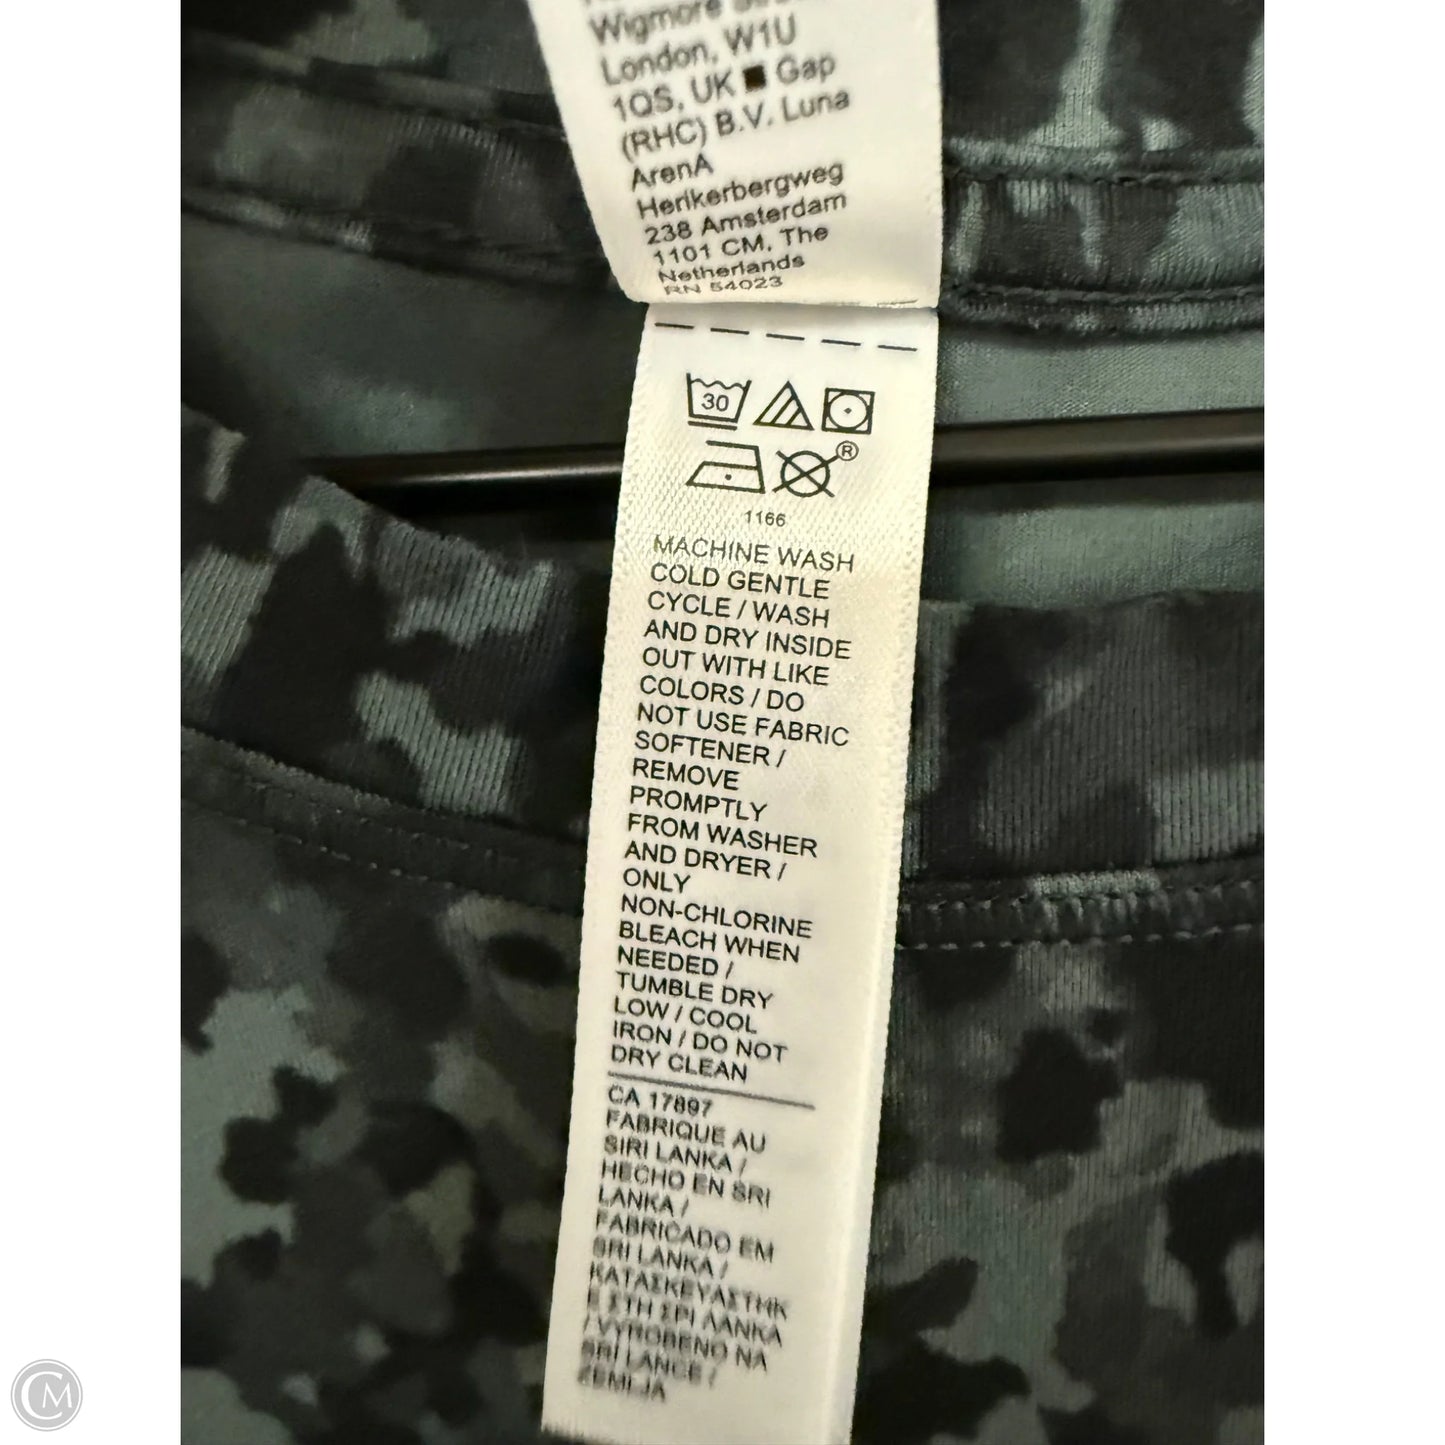 Wigmore
London, W1U
1QS, UK ■ Gap
(RHC) B.V. Luna
ArenA
Herikerbergweg
238 Amsterdam
1101 CM, The
Netherlands
RN 54023
30
R
1166
MACHINE WASH
COLD GENTLE
CYCLE / WASH
AND DRY INSIDE
OUT WITH LIKE
COLORS / DO
NOT USE FABRIC
SOFTENER /
REMOVE
PROMPTLY
FROM WASHER
AND DRYER /
ONLY
NON-CHLORINE
BLEACH WHEN
NEEDED /
TUMBLE DRY
LOW / COOL
IRON / DO NOT
DRY CLEAN
CA 17897
FABRIQUE AU
SIRI LANKA /
HECHO EN SRI
LANKA /
FABRICADO EM
SRI LANKA /
ΚΑΤΑΣΚΕΥΑΣΤΗΚ
Ε ΣΤΗ ΣΡΙ ΛΑΝΚΑ
/ VYROBENO NA
SRÍ LANCE /
ZEMLJA
CM